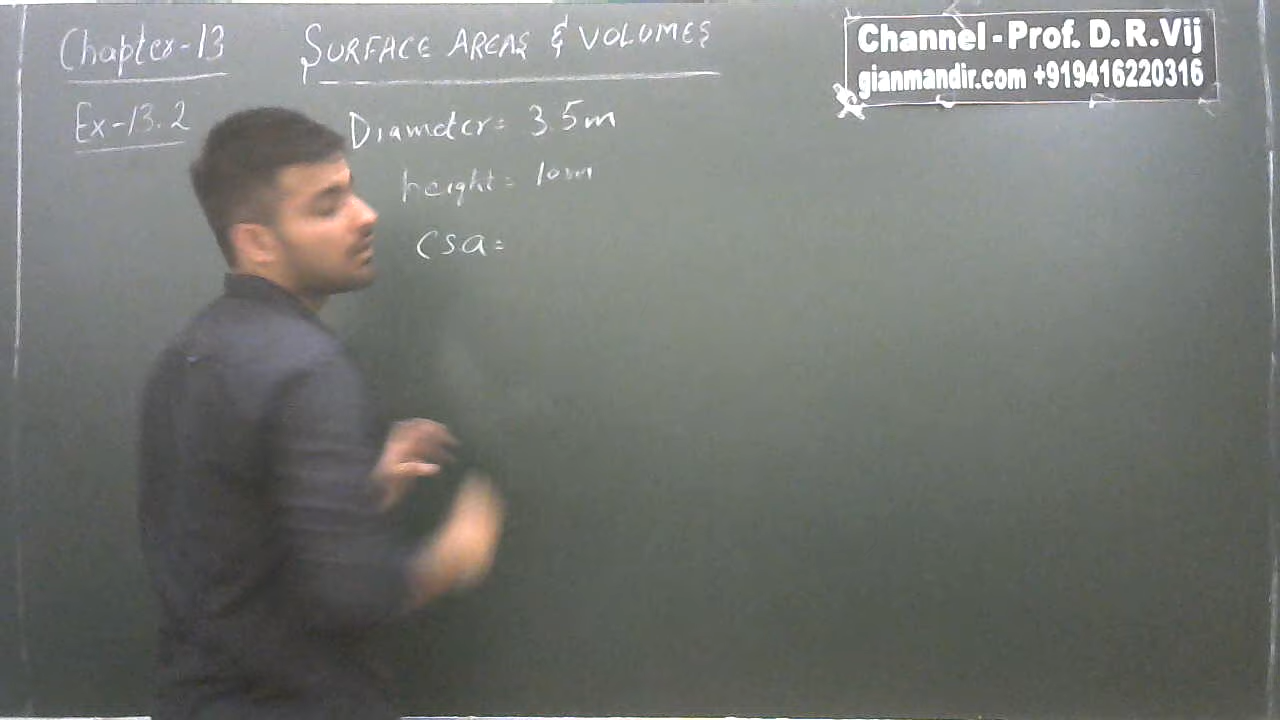 Chapter-13 SURFACE AREAS & VOLUMES
Channel - Prof. D. R. Vij
gianmandir.com +919416220316
Ex-13.2
Diameter = 3.5m
height = 10m
CSA =